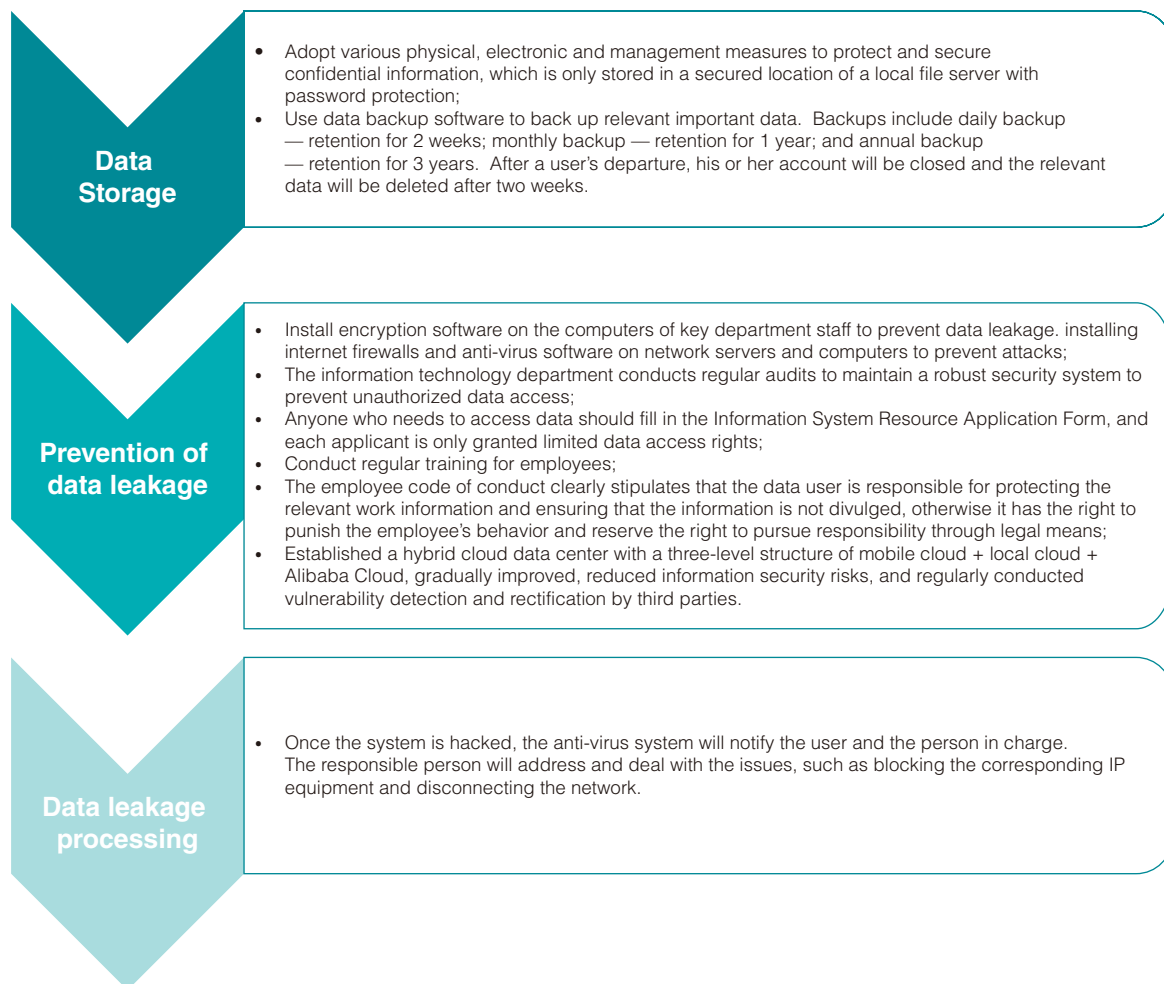 Data
Storage
• Adopt various physical, electronic and management measures to protect and secure
confidential information, which is only stored in a secured location of a local file server with
password protection;
• Use data backup software to back up relevant important data. Backups include daily backup
— retention for 2 weeks; monthly backup — retention for 1 year; and annual backup
— retention for 3 years. After a user’s departure, his or her account will be closed and the relevant
data will be deleted after two weeks.
Prevention of
data leakage
• Install encryption software on the computers of key department staff to prevent data leakage. installing
internet firewalls and anti-virus software on network servers and computers to prevent attacks;
• The information technology department conducts regular audits to maintain a robust security system to
prevent unauthorized data access;
• Anyone who needs to access data should fill in the Information System Resource Application Form, and
each applicant is only granted limited data access rights;
• Conduct regular training for employees;
• The employee code of conduct clearly stipulates that the data user is responsible for protecting the
relevant work information and ensuring that the information is not divulged, otherwise it has the right to
punish the employee’s behavior and reserve the right to pursue responsibility through legal means;
• Established a hybrid cloud data center with a three-level structure of mobile cloud + local cloud +
Alibaba Cloud, gradually improved, reduced information security risks, and regularly conducted
vulnerability detection and rectification by third parties.
Data leakage
processing
• Once the system is hacked, the anti-virus system will notify the user and the person in charge.
The responsible person will address and deal with the issues, such as blocking the corresponding IP
equipment and disconnecting the network.